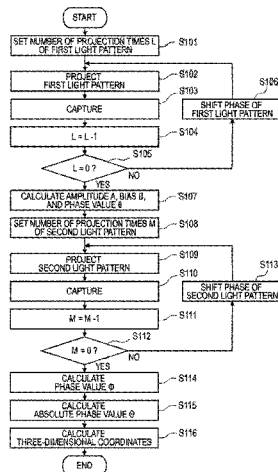 START
SET NUMBER OF PROJECTION TIMES L
OF FIRST LIGHT PATTERN
S101
PROJECT
FIRST LIGHT PATTERN
S102
S103
CAPTURE
S106
SHIFT PHASE OF
FIRST LIGHT PATTERN
L = L -1
S104
S105
L = 0 ?
NO
YES
CALCULATE AMPLITUDE A, BIAS B,
AND PHASE VALUE
S107
SET NUMBER OF PROJECTION TIMES M
OF SECOND LIGHT PATTERN
S108
S109
PROJECT
SECOND LIGHT PATTERN
S110
CAPTURE
S113
SHIFT PHASE OF
SECOND LIGHT PATTERN
M = M -1
S111
S112
M = 0 ?
NO
YES
CALCULATE
PHASE VALUE Φ
S114
CALCULATE
ABSOLUTE PHASE VALUE Θ
S115
CALCULATE
THREE-DIMENSIONAL COORDINATES
S116
END